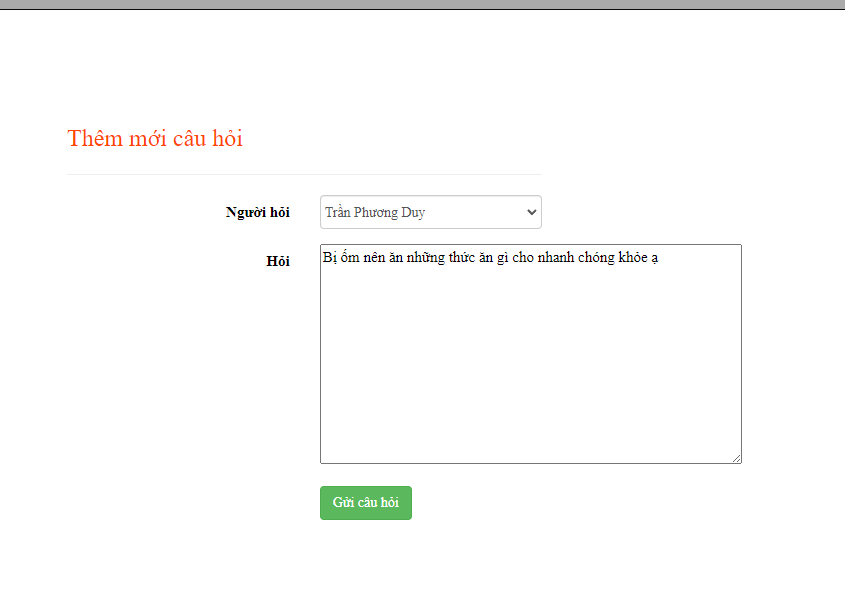 Thêm mới câu hỏi
Người hỏi
Trần Phương Duy
Hỏi
Bị ốm nên ăn những thức ăn gì cho nhanh chóng khỏe ạ
Gửi câu hỏi